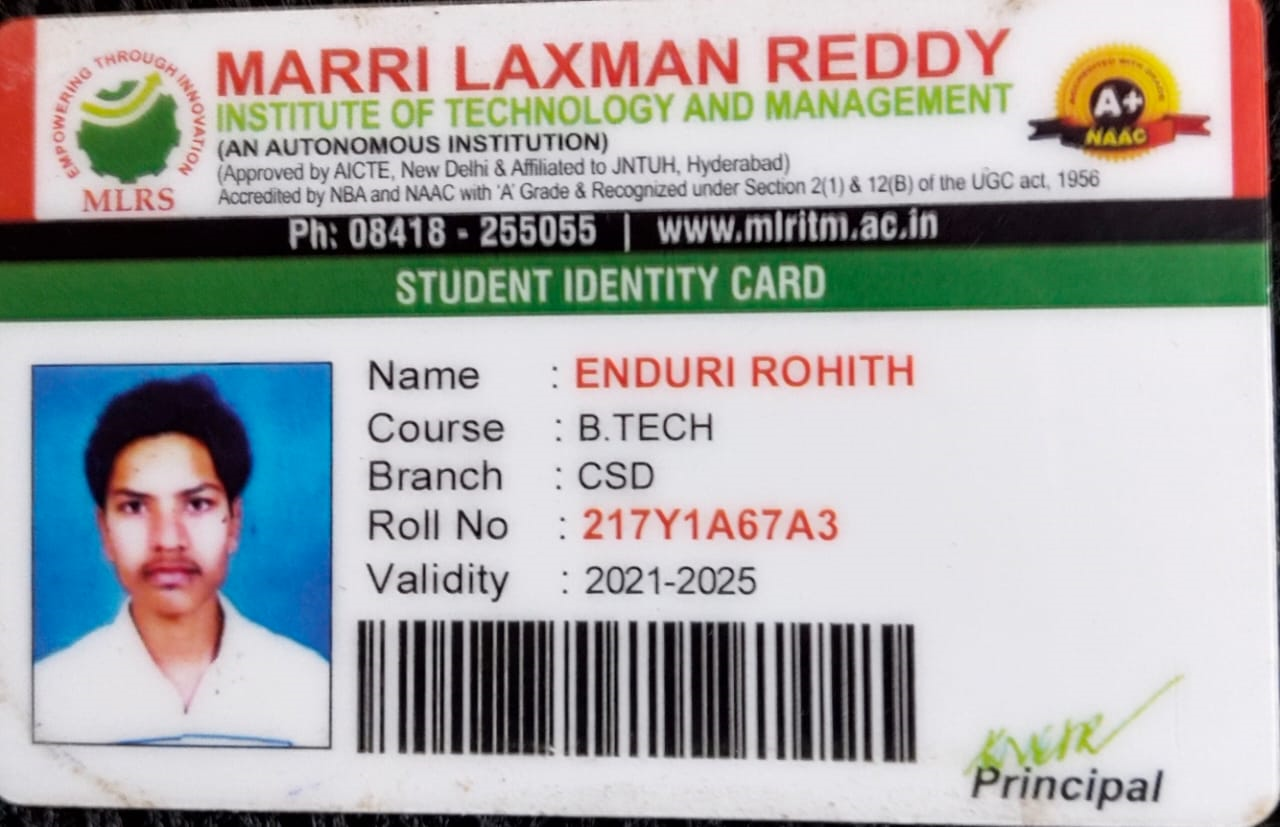 EMPOWERING THROUGH INNOVATION
MLRS
MARRI LAXMAN REDDY
INSTITUTE OF TECHNOLOGY AND MANAGEMENT
(AN AUTONOMOUS INSTITUTION)
(Approved by AICTE, New Delhi & Affiliated to JNTUH, Hyderabad)
Accredited by NBA and NAAC with 'A' Grade & Recognized under Section 2(1) & 12(B) of the UGC act, 1956
ACCREDITED WITH GRADE
A+
NAAC
Ph: 08418 - 255055 | www.mlritm.ac.in
STUDENT IDENTITY CARD
Name : ENDURI ROHITH
Course : B.TECH
Branch : CSD
Roll No : 217Y1A67A3
Validity : 2021-2025
Principal